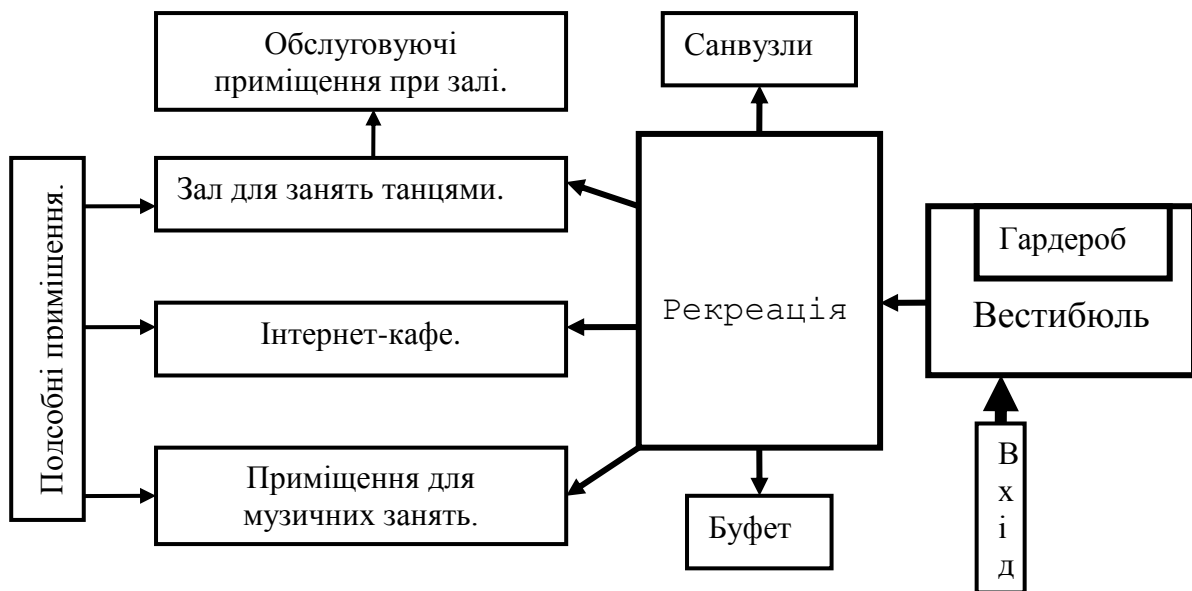 Обслуговуючі
приміщення при залі.
Санвузли
Подсобні приміщення.
Зал для занять танцями.
Гардероб
Рекреація
Вестибюль
Інтернет-кафе.
Приміщення для
музичних занять.
Буфет
Вхід